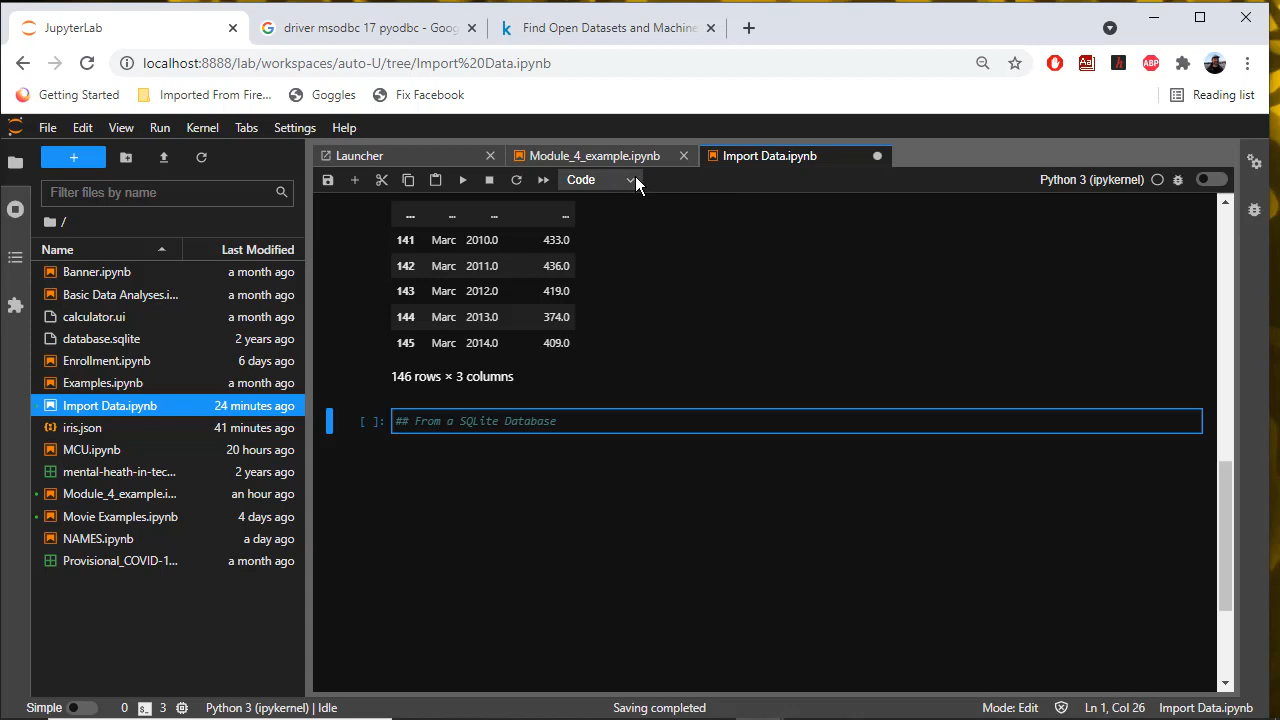 JupyterLab
driver msodbc 17 pyodbc - Goog
Find Open Datasets and Machine
localhost:8888/lab/workspaces/auto-U/tree/Import%20Data.ipynb
Getting Started
Imported From Fire...
Goggles
Fix Facebook
Reading list
File Edit View Run Kernel Tabs Settings Help
Launcher
Module_4_example.ipynb
Import Data.ipynb
Code
Python 3 (ipykernel)
Filter files by name
/
Name Last Modified
Banner.ipynb a month ago
Basic Data Analyses.i... a month ago
calculator.ui a month ago
database.sqlite 2 years ago
Enrollment.ipynb 6 days ago
Examples.ipynb a month ago
Import Data.ipynb 24 minutes ago
iris.json 41 minutes ago
MCU.ipynb 20 hours ago
mental-heath-in-tec... 2 years ago
Module_4_example.i... an hour ago
Movie Examples.ipynb 4 days ago
NAMES.ipynb a day ago
Provisional_COVID-1... a month ago
... ... ... ...
141 Marc 2010.0 433.0
142 Marc 2011.0 436.0
143 Marc 2012.0 419.0
144 Marc 2013.0 374.0
145 Marc 2014.0 409.0
146 rows × 3 columns
[ ]: ## From a SQLite Database
Simple 0 3 Python 3 (ipykernel) | Idle Saving completed Mode: Edit Ln 1, Col 26 Import Data.ipynb